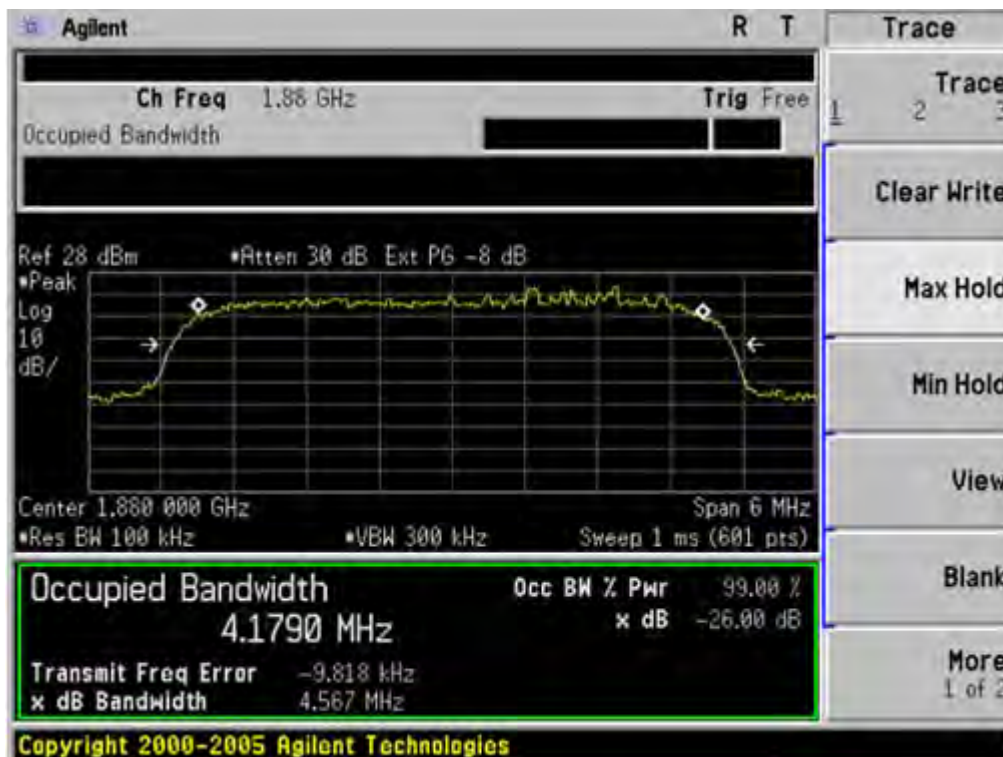 Agilent R T
Trace
Ch Freq 1.88 GHz Trig Free
Occupied Bandwidth
Trace
1 2
Clear Write
Max Hold
Min Hold
View
Blank
More
1 of 2
Ref 28 dBm *Atten 30 dB Ext PG -8 dB
*Peak
Log
10
dB/
Center 1.880 000 GHz Span 6 MHz
*Res BW 100 kHz *VBW 300 kHz Sweep 1 ms (601 pts)
Occupied Bandwidth
4.1790 MHz
Occ BW % Pwr 99.00 %
x dB -26.00 dB
Transmit Freq Error -9.818 kHz
x dB Bandwidth 4.567 MHz
Copyright 2000-2005 Agilent Technologies